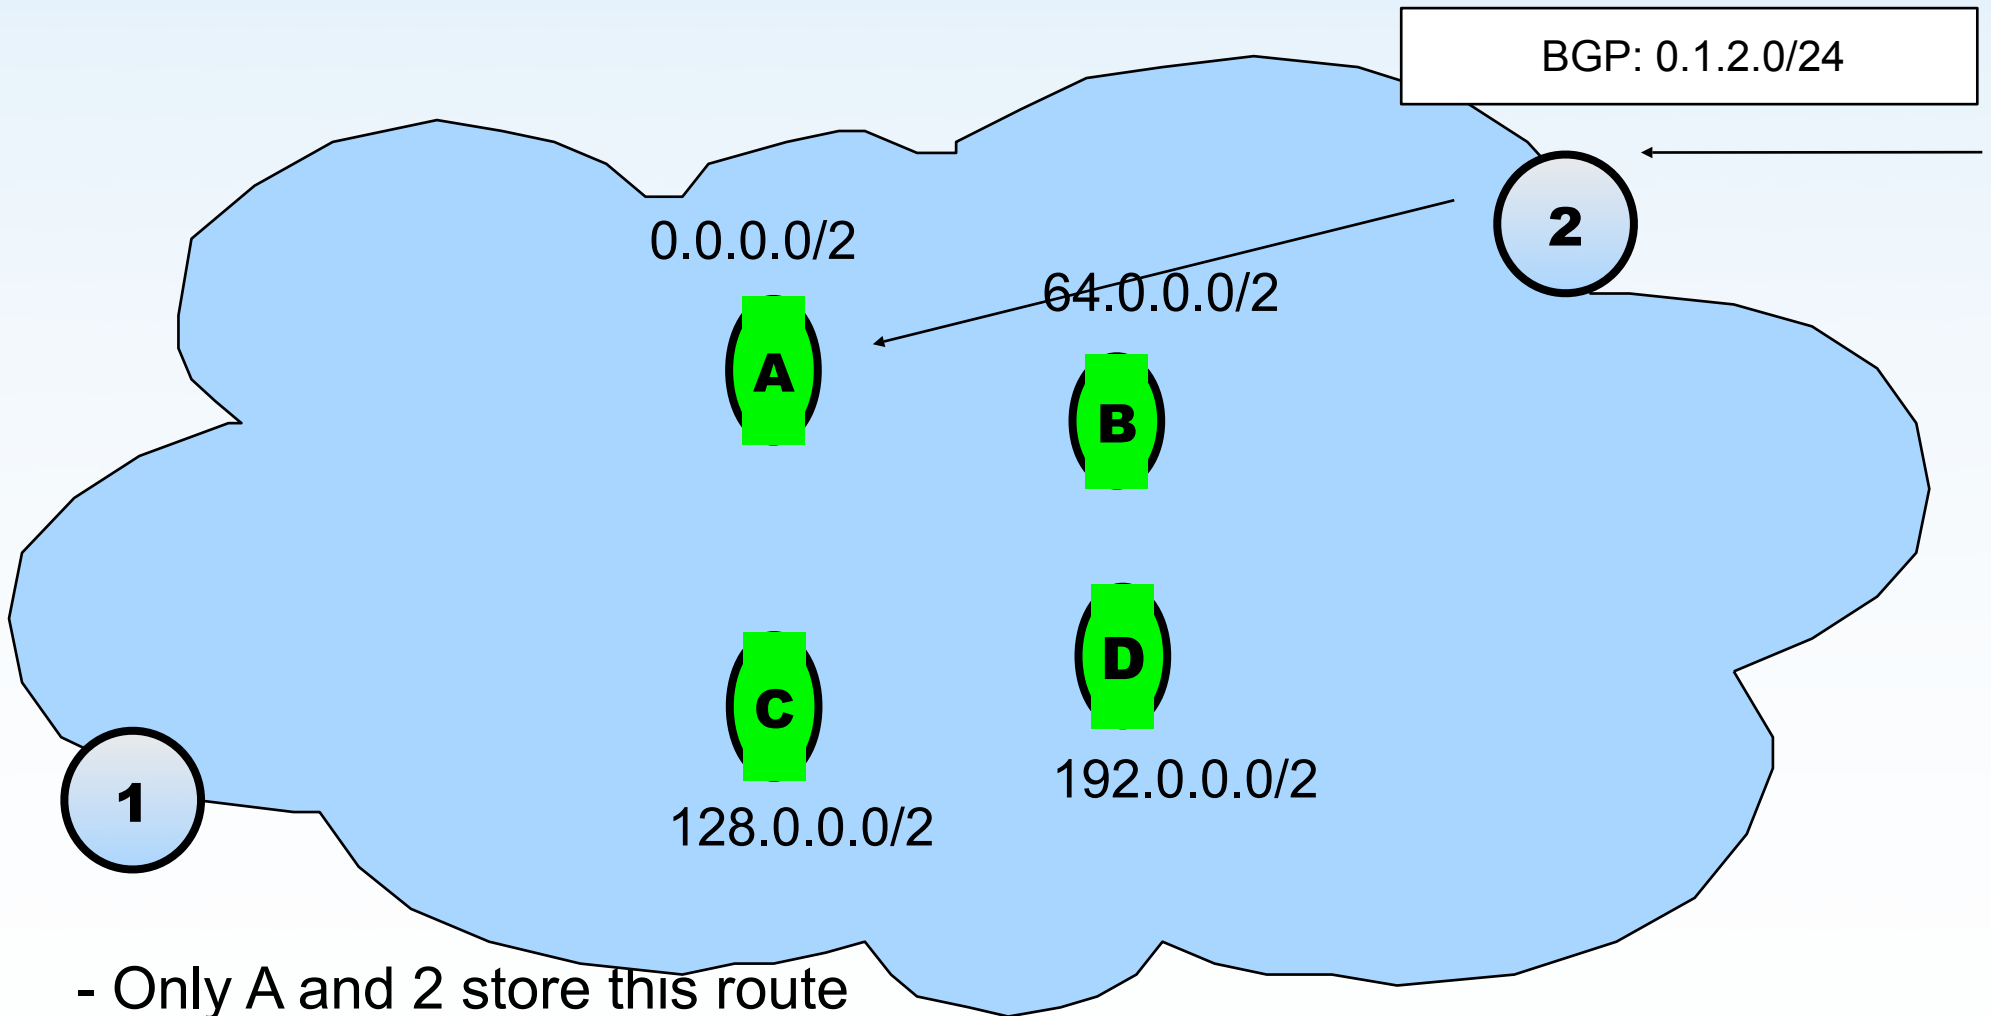 BGP: 0.1.2.0/24
2
0.0.0.0/2
64.0.0.0/2
A
B
D
C
192.0.0.0/2
1
128.0.0.0/2
- Only A and 2 store this route